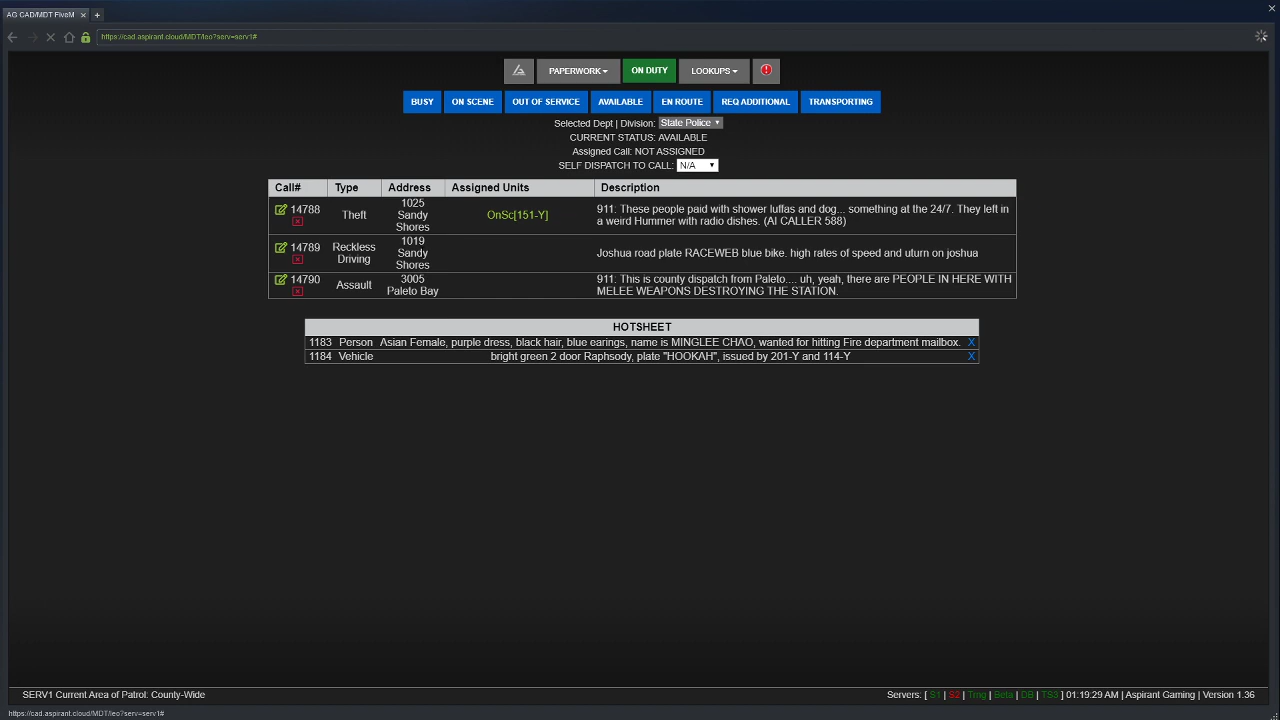 AG CAD/MDT FiveM
https://cad.aspirant.cloud/MDT/leo?serv=serv1#
PAPERWORK ON DUTY LOOKUPS
BUSY ON SCENE OUT OF SERVICE AVAILABLE EN ROUTE REQ ADDITIONAL TRANSPORTING
Selected Dept | Division: State Police
CURRENT STATUS: AVAILABLE
Assigned Call: NOT ASSIGNED
SELF DISPATCH TO CALL: N/A
Call# Type Address Assigned Units Description
14788 Theft 1025 Sandy Shores OnSc[151-Y] 911: These people paid with shower luffas and dog... something at the 24/7. They left in
a weird Hummer with radio dishes. (AI CALLER 588)
14789 Reckless Driving 1019 Sandy Shores Joshua road plate RACEWEB blue bike. high rates of speed and uturn on joshua
14790 Assault 3005 Paleto Bay 911: This is county dispatch from Paleto.... uh, yeah, there are PEOPLE IN HERE WITH
MELEE WEAPONS DESTROYING THE STATION.
HOTSHEET
1183 Person Asian Female, purple dress, black hair, blue earings, name is MINGLEE CHAO, wanted for hitting Fire department mailbox. X
1184 Vehicle bright green 2 door Raphsody, plate "HOOKAH", issued by 201-Y and 114-Y X
SERV1 Current Area of Patrol: County-Wide
Servers: [ S1 | S2 | Trng | Beta | DB | TS3 ] 01:19:29 AM | Aspirant Gaming | Version 1.36
https://cad.aspirant.cloud/MDT/leo?serv=serv1#